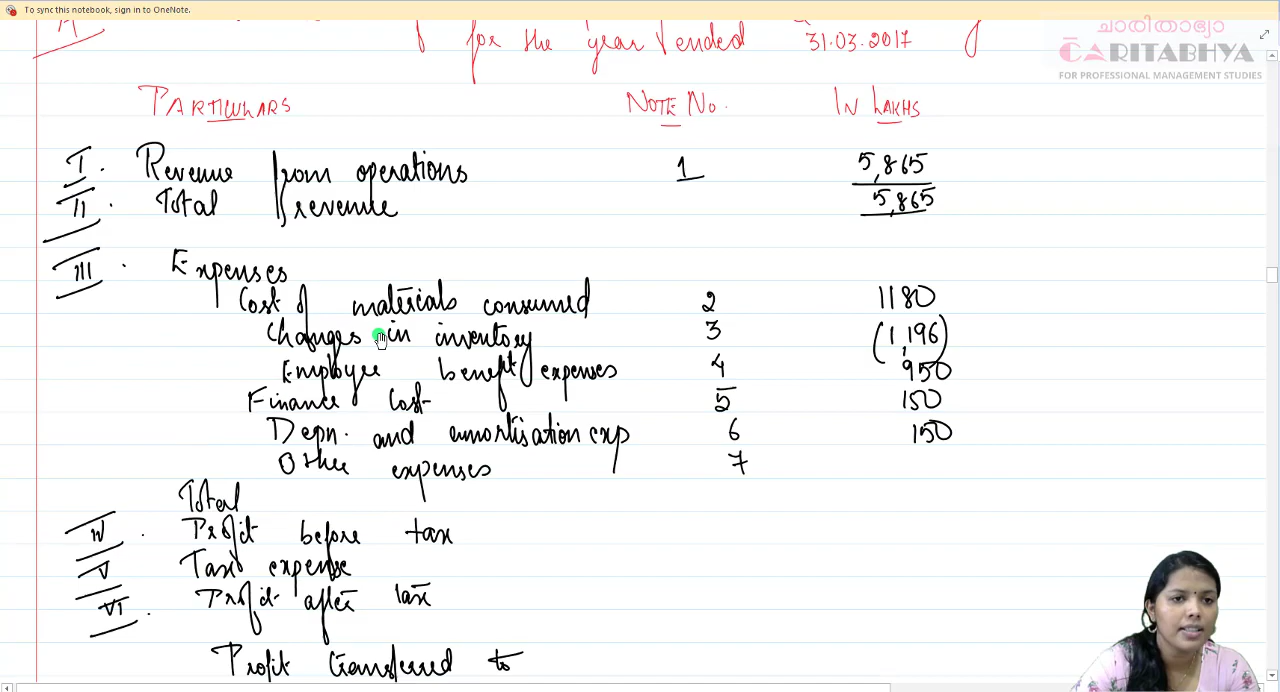 To sync this notebook, sign in to OneNote.
ചാരിതാഭ്യാ
CARITABHYA
FOR PROFESSIONAL MANAGEMENT STUDIES
A
for the year ended 31.03.2017
PARTICULARS NOTE No. IN LAKHS
I. Revenue from operations 1 5,865
II. Total revenue 5,865
III. Expenses
Cost of materials consumed 2 1180
Changes in inventory 3 (1,196)
Employee benefit expenses 4 950
Finance cost 5 150
Depn. and amortisation exp 6 150
Other expenses 7
Total
IV. Profit before tax
V Tax expense
VI. Profit after tax
Profit transferred to